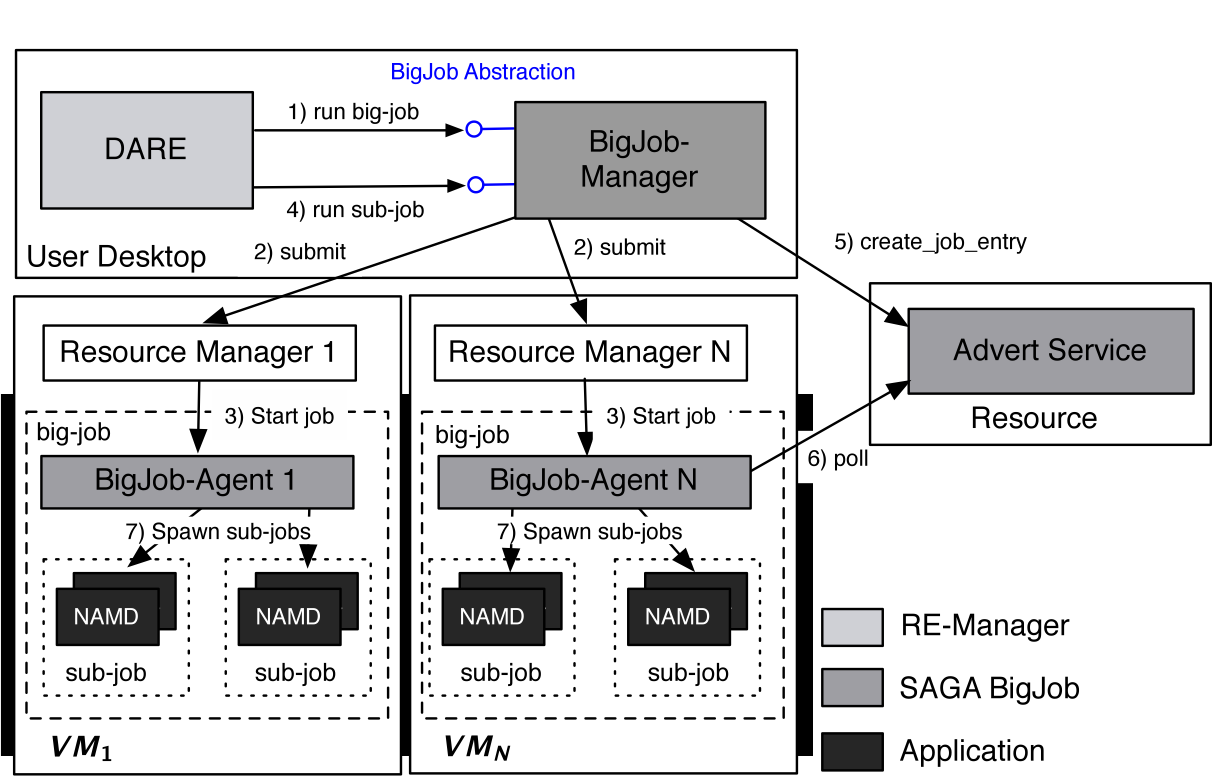 BigJob Abstraction
DARE
1) run big-job
BigJob-
Manager
4) run sub-job
User Desktop
2) submit
2) submit
5) create_job_entry
Resource Manager 1
Resource Manager N
Advert Service
Resource
3) Start job
3) Start job
big-job
big-job
6) poll
BigJob-Agent 1
BigJob-Agent N
7) Spawn sub-jobs
7) Spawn sub-jobs
NAMD
NAMD
NAMD
NAMD
sub-job
sub-job
sub-job
sub-job
VM1
VMN
RE-Manager
SAGA BigJob
Application